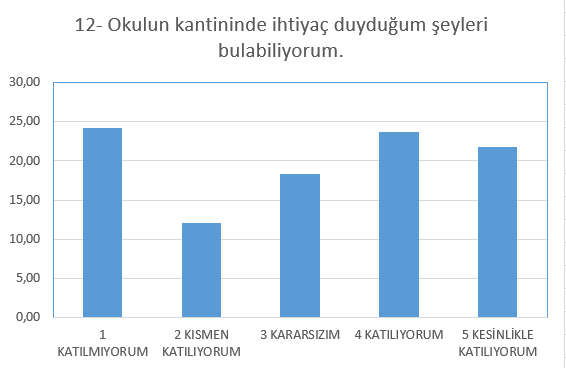 12- Okulun kantininde ihtiyaç duyduğum şeyleri
bulabiliyorum.
30,00
25,00
20,00
15,00
10,00
5,00
0,00
1
KATILMIYORUM
2 KISMEN
KATILIYORUM
3 KARARSIZIM
4 KATILIYORUM
5 KESİNLİKLE
KATILIYORUM